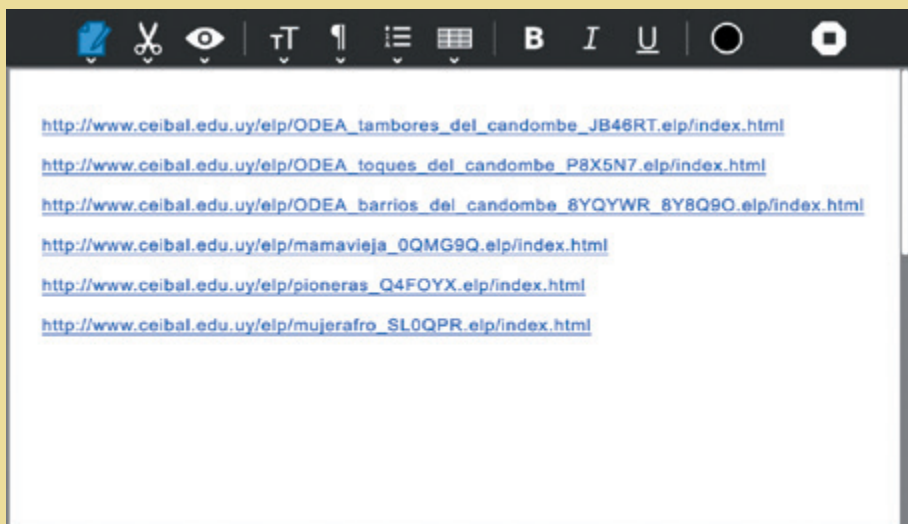 TT ¶ B I U
http://www.ceibal.edu.uy/elp/ODEA_tambores_del_candombe_JB46RT.elp/index.html
http://www.ceibal.edu.uy/elp/ODEA_toques_del_candombe_P8X5N7.elp/index.html
http://www.ceibal.edu.uy/elp/ODEA_barrios_del_candombe_8YQYWR_8Y8Q9O.elp/index.html
http://www.ceibal.edu.uy/elp/mamavieja_0QMG9Q.elp/index.html
http://www.ceibal.edu.uy/elp/pioneras_Q4FOYX.elp/index.html
http://www.ceibal.edu.uy/elp/mujerafro_SL0QPR.elp/index.html